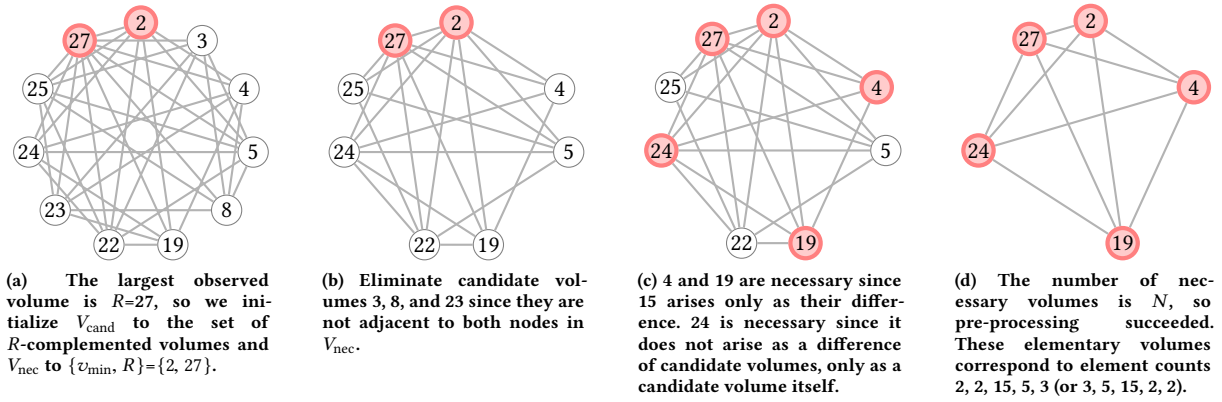 2
27 3
25 4
24 5
23 8
22 19
(a) The largest observed
volume is R=27, so we ini-
tialize V_cand to the set of
R-complemented volumes and
V_nec to {v_min, R}={2, 27}.
2
27
25 4
24 5
22 19
(b) Eliminate candidate vol-
umes 3, 8, and 23 since they are
not adjacent to both nodes in
V_nec.
2
27
25 4
24 5
22 19
(c) 4 and 19 are necessary since
15 arises only as their differ-
ence. 24 is necessary since it
does not arise as a difference
of candidate volumes, only as a
candidate volume itself.
2
27
4
24
19
(d) The number of nec-
essary volumes is N, so
pre-processing succeeded.
These elementary volumes
correspond to element counts
2, 2, 15, 5, 3 (or 3, 5, 15, 2, 2).